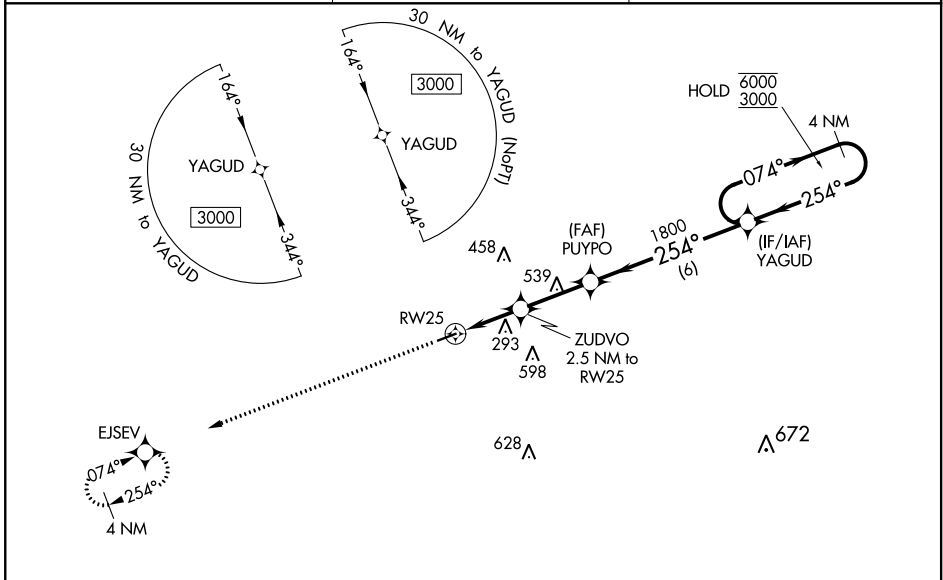 30 NM to YAGUD (NoPT)
164°
3000
YAGUD
344°
164°
YAGUD
3000
344°
30 NM to YAGUD
HOLD 6000
3000
4 NM
074°
254°
(IF/IAF)
YAGUD
1800
254°
(6)
(FAF)
PUYPO
458
539
RW25
293
598
ZUDVO
2.5 NM to
RW25
EJSEV
074°
254°
4 NM
628
672